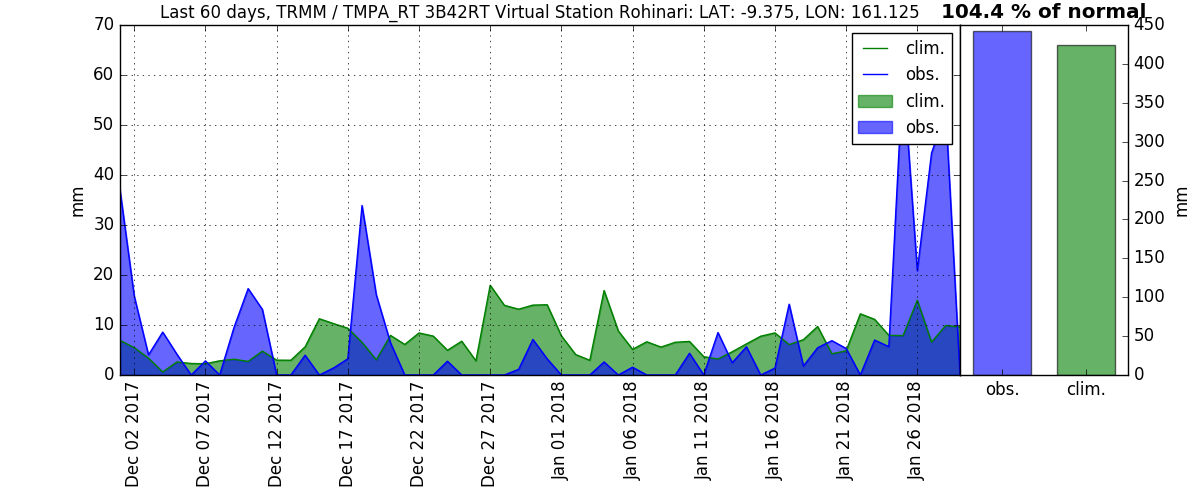 Last 60 days, TRMM / TMPA_RT 3B42RT Virtual Station Rohinari: LAT: -9.375, LON: 161.125
104.4 % of normal
70
60
50
40
30
20
10
0
mm
clim.
obs.
clim.
obs.
450
400
350
300
250
200
150
100
50
0
mm
Dec 02 2017
Dec 07 2017
Dec 12 2017
Dec 17 2017
Dec 22 2017
Dec 27 2017
Jan 01 2018
Jan 06 2018
Jan 11 2018
Jan 16 2018
Jan 21 2018
Jan 26 2018
obs.
clim.